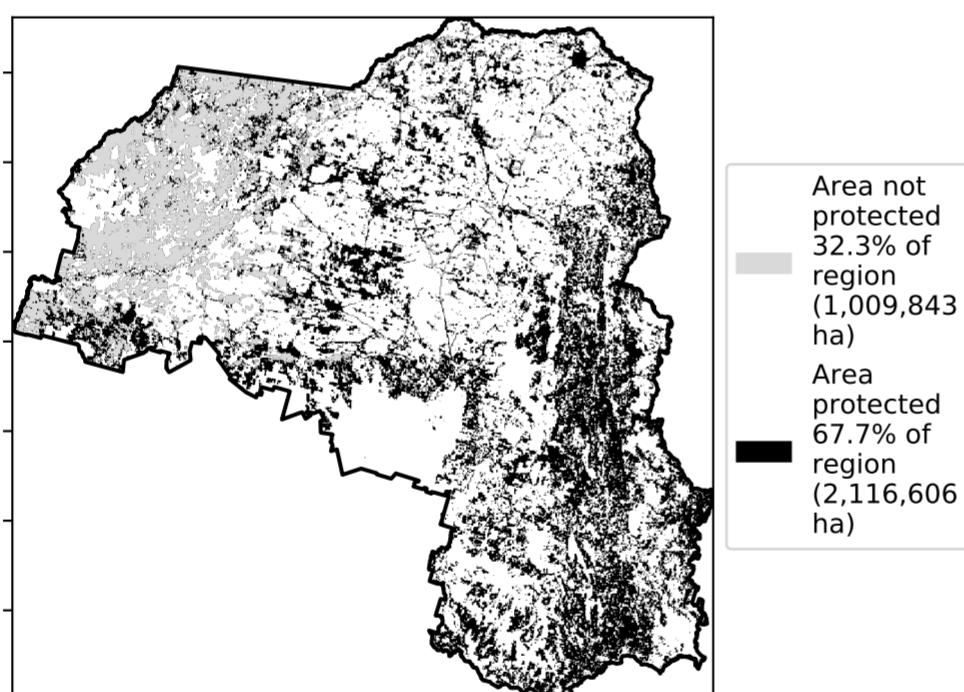 Area not
protected
32.3% of
region
(1,009,843
ha)
Area
protected
67.7% of
region
(2,116,606
ha)